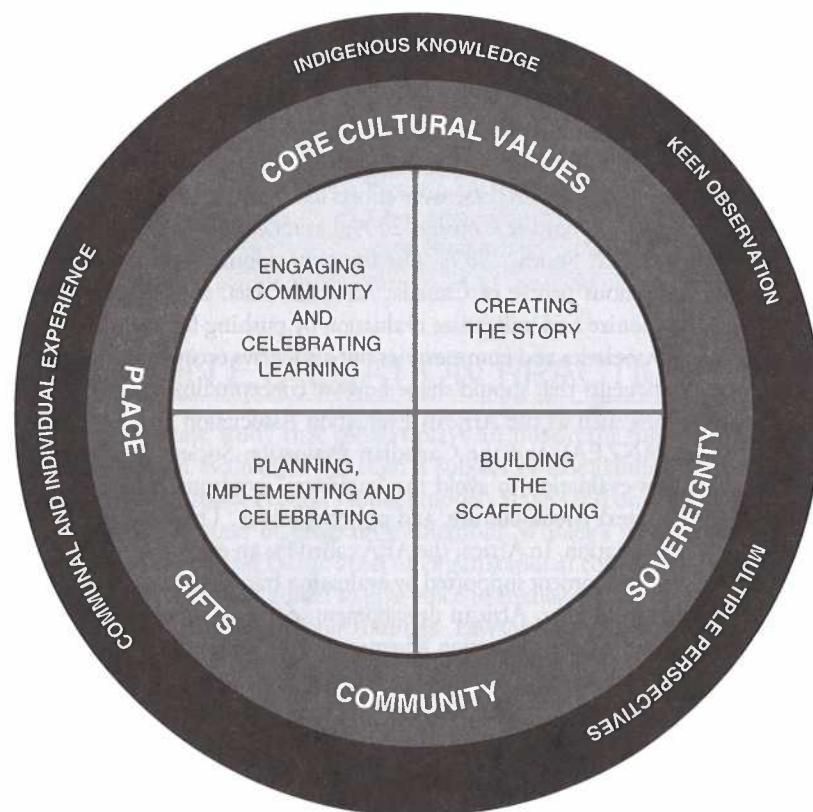 INDIGENOUS KNOWLEDGE
KEEN OBSERVATION
MULTIPLE PERSPECTIVES
COMMUNAL AND INDIVIDUAL EXPERIENCE
CORE CULTURAL VALUES
SOVEREIGNTY
COMMUNITY
GIFTS
PLACE
ENGAGING
COMMUNITY
AND
CELEBRATING
LEARNING
CREATING
THE STORY
PLANNING,
IMPLEMENTING AND
CELEBRATING
BUILDING
THE
SCAFFOLDING